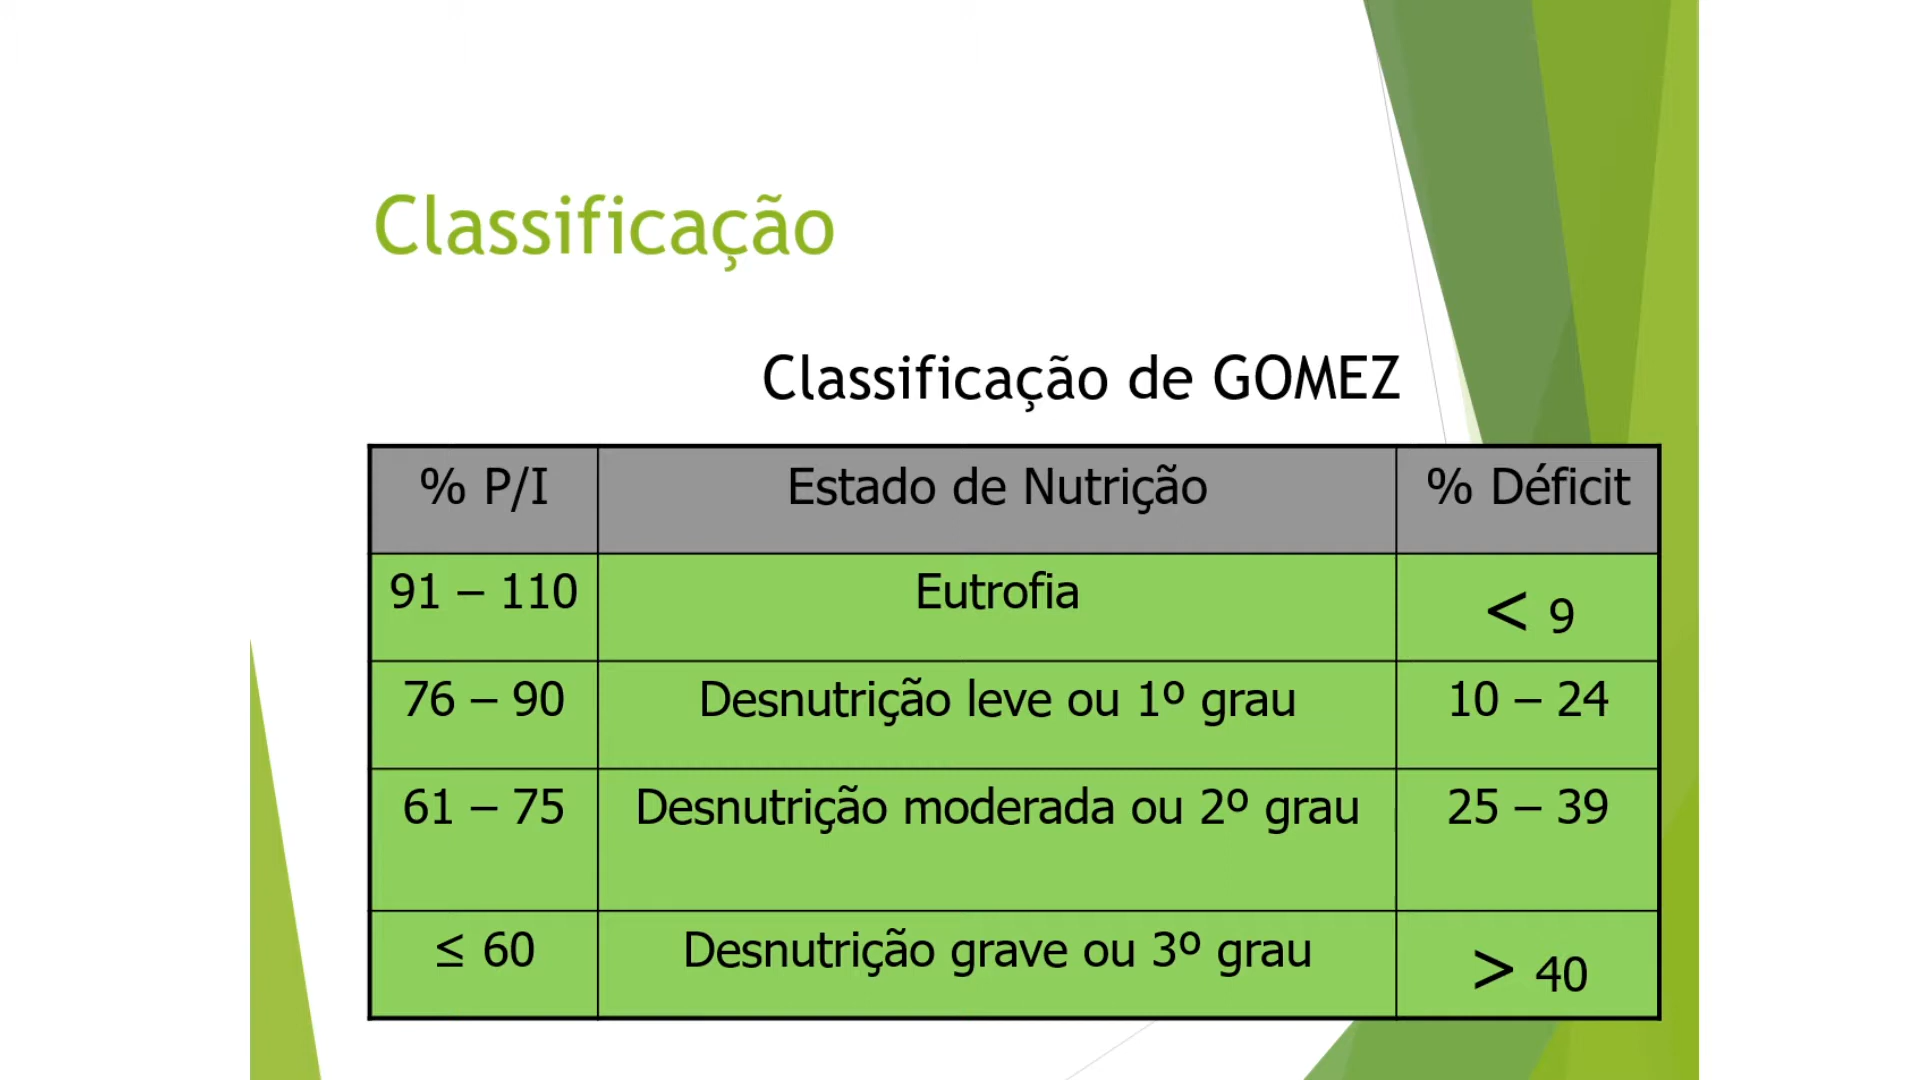 Classificação
Classificação de GOMEZ
% P/I Estado de Nutrição % Déficit
91 – 110 Eutrofia < 9
76 – 90 Desnutrição leve ou 1º grau 10 – 24
61 – 75 Desnutrição moderada ou 2º grau 25 – 39
≤ 60 Desnutrição grave ou 3º grau > 40